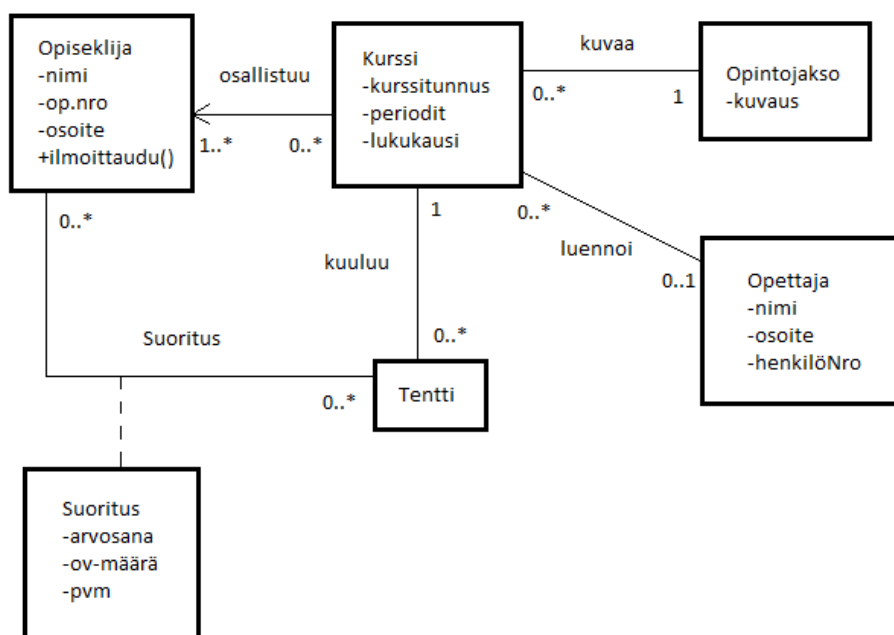 Opiseklija
-nimi
-op.nro
-osoite
+ilmoittaudu()
osallistuu
1..*
0..*
Kurssi
-kurssitunnus
-periodit
-lukukausi
kuvaa
0..*
1
Opintojakso
-kuvaus
0..*
luennoi
0..1
Opettaja
-nimi
-osoite
-henkilöNro
1
kuuluu
0..*
0..*
Suoritus
0..*
Tentti
Suoritus
-arvosana
-ov-määrä
-pvm